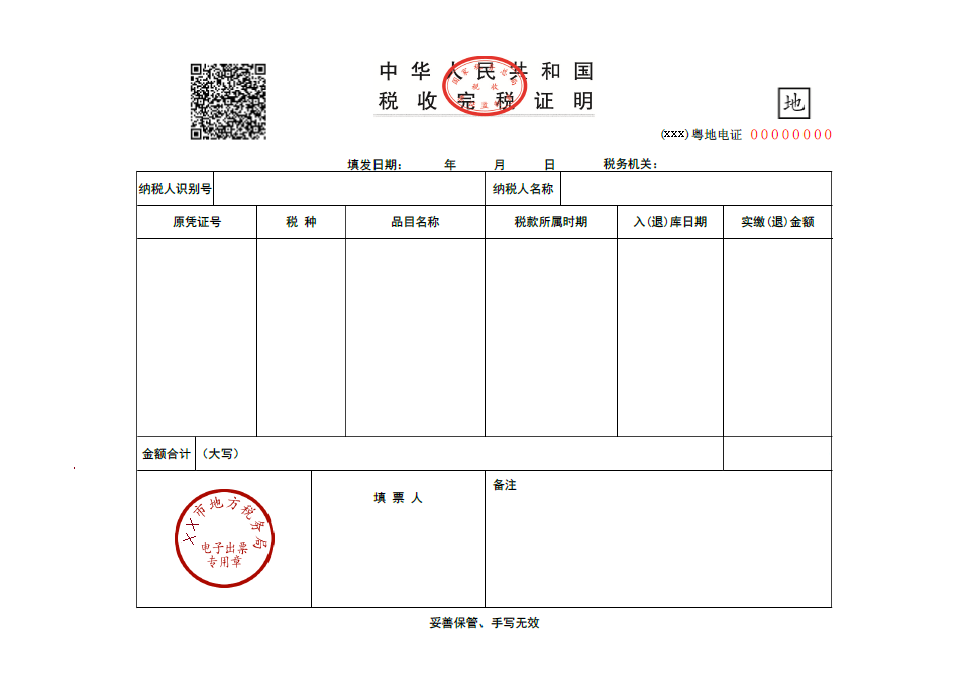 中华人民共和国
税收完税证明
地
(xxx)粤地电证 00000000
填发日期： 年 月 日 税务机关：
纳税人识别号 纳税人名称
原凭证号 税 种 品目名称 税款所属时期 入(退)库日期 实缴(退)金额
金额合计 （大写）
××市地方税务局
电子出票
专用章
填 票 人
备注
妥善保管、手写无效